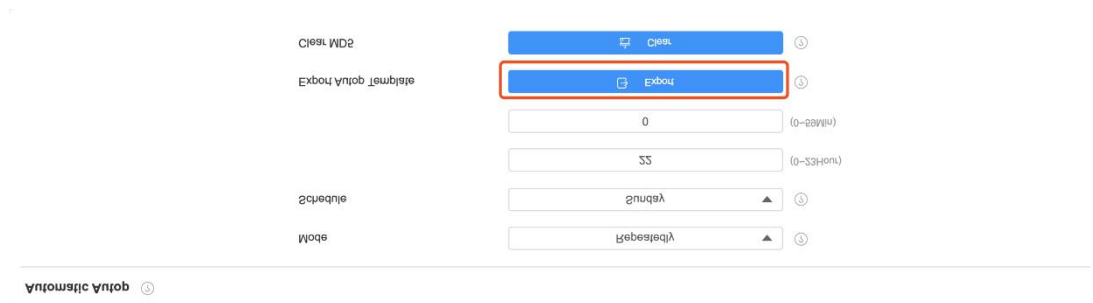 Automatic Autop
Mode Repeatedly
Schedule Sunday
22 (0~23Hour)
0 (0~59Min)
Export Autop Template Export
Clear MD5 Clear